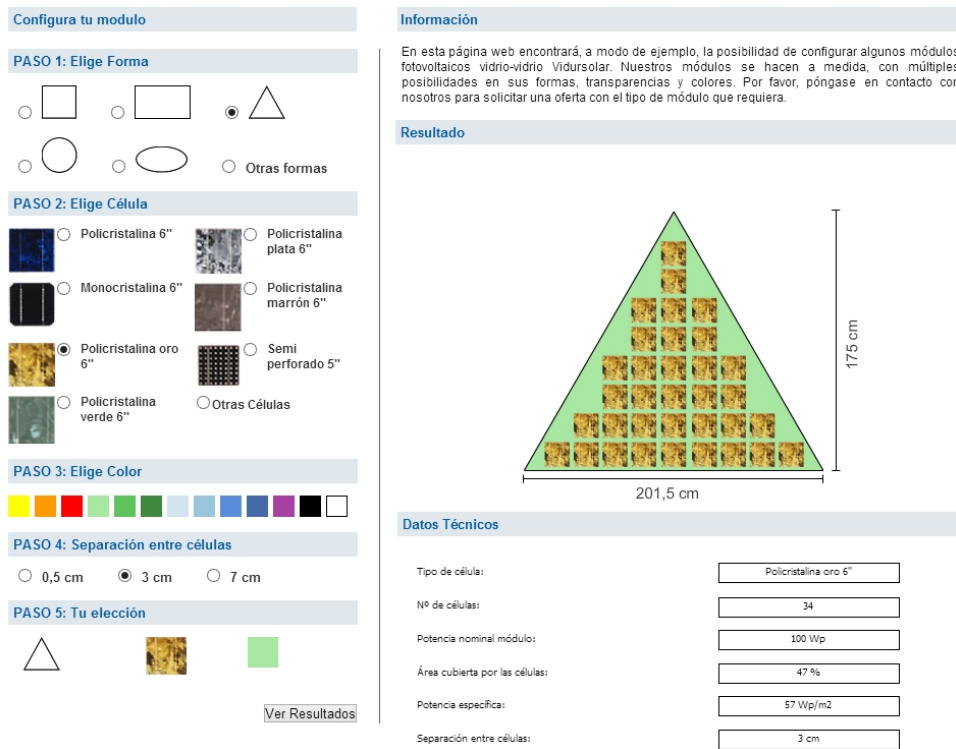 Configura tu modulo
PASO 1: Elige Forma
Otras formas
PASO 2: Elige Célula
Policristalina 6"
Policristalina
plata 6"
Monocristalina 6"
Policristalina
marrón 6"
Policristalina oro
6"
Semi
perforado 5"
Policristalina
verde 6"
Otras Células
PASO 3: Elige Color
PASO 4: Separación entre células
0,5 cm
3 cm
7 cm
PASO 5: Tu elección
Ver Resultados
Información
En esta página web encontrará, a modo de ejemplo, la posibilidad de configurar algunos módulos
fotovoltaicos vidrio-vidrio Vidursolar. Nuestros módulos se hacen a medida, con múltiples
posibilidades en sus formas, transparencias y colores. Por favor, póngase en contacto con
nosotros para solicitar una oferta con el tipo de módulo que requiera.
Resultado
175 cm
201,5 cm
Datos Técnicos
Tipo de célula:
Policristalina oro 6"
Nº de células:
34
Potencia nominal módulo:
100 Wp
Área cubierta por las células:
47 %
Potencia específica:
57 Wp/m2
Separación entre células:
3 cm